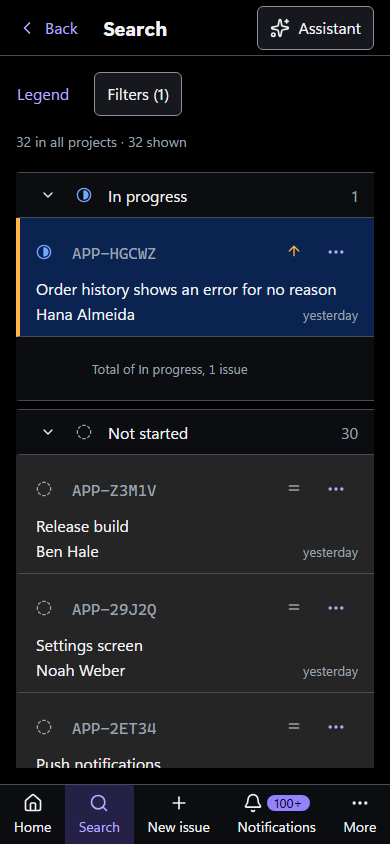 Back
Search
Assistant
Legend
Filters (1)
32 in all projects · 32 shown
In progress
1
APP-HGCWZ
Order history shows an error for no reason
Hana Almeida
yesterday
Total of In progress, 1 issue
Not started
30
APP-Z3M1V
Release build
Ben Hale
yesterday
APP-29J2Q
Settings screen
Noah Weber
yesterday
APP-2ET34
Push notifications
Home
Search
New issue
100+
Notifications
More